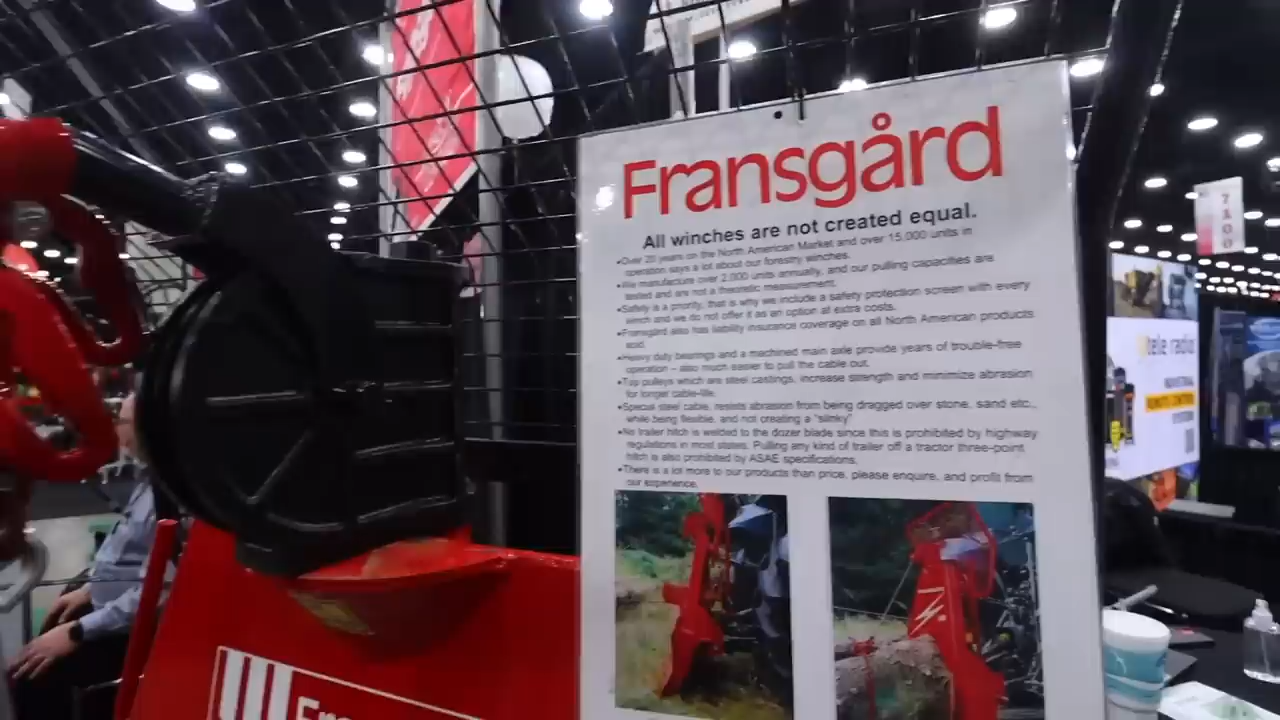 Fransgård
All winches are not created equal.
•Over 20 years on the North American Market and over 15,000 units in
operation says a lot about our forestry winches.
•We manufacture over 2,000 units annually, and our pulling capacities are
tested and are not a theoretic measurement.
•Safety is a priority, that is why we include a safety protection screen with every
winch and we do not offer it as an option at extra costs.
•Fransgård also has liability insurance coverage on all North American products
sold.
•Heavy duty bearings and a machined main axle provide years of trouble-free
operation – also much easier to pull the cable out.
•Top pulleys which are steel castings, increase strength and minimize abrasion
for longer cable-life.
•Special steel cable, resists abrasion from being dragged over stone, sand etc.,
while being flexible, and not creating a "slinky"
•No trailer hitch is welded to the dozer blade since this is prohibited by highway
regulations in most states. Pulling any kind of trailer off a tractor three-point
hitch is also prohibited by ASAE specifications.
•There is a lot more to our products than price, please enquire, and profit from
our experience.
7100
tele radio